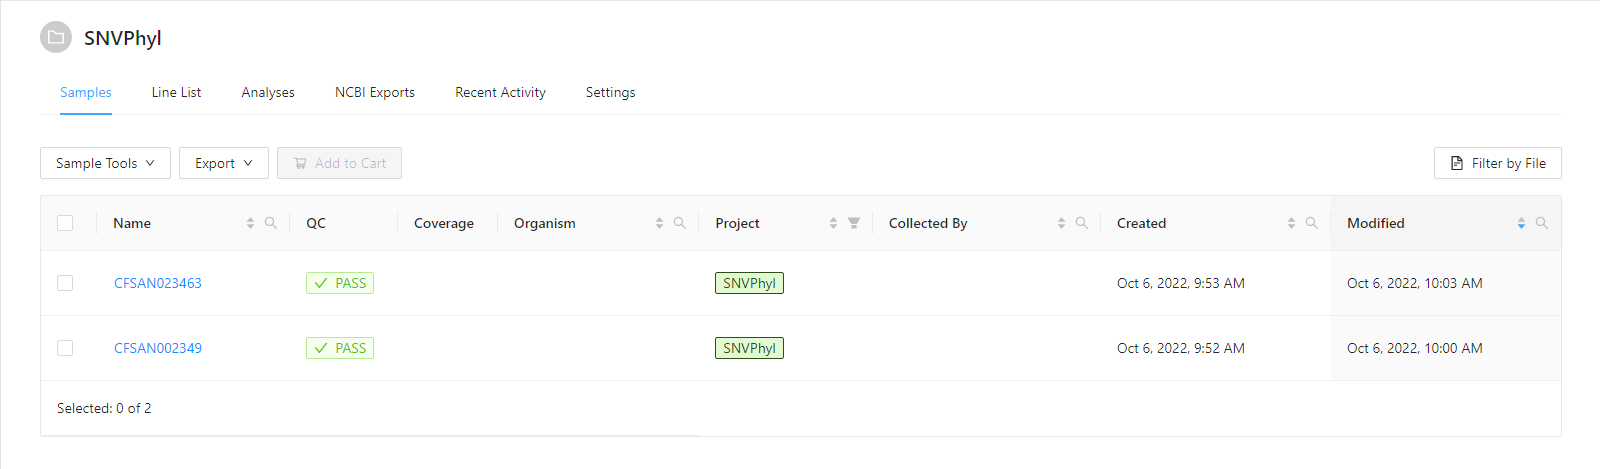 SNVPhyl
Samples Line List Analyses NCBI Exports Recent Activity Settings
Sample Tools Export Add to Cart Filter by File
Name QC Coverage Organism Project Collected By Created Modified
CFSAN023463 PASS SNVPhyl Oct 6, 2022, 9:53 AM Oct 6, 2022, 10:03 AM
CFSAN002349 PASS SNVPhyl Oct 6, 2022, 9:52 AM Oct 6, 2022, 10:00 AM
Selected: 0 of 2